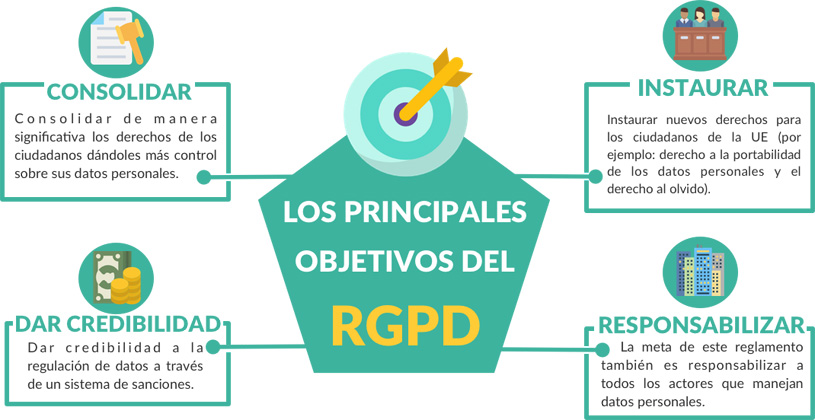 CONSOLIDAR
Consolidar de manera
significativa los derechos de los
ciudadanos dándoles más control
sobre sus datos personales.
INSTAURAR
Instaurar nuevos derechos para
los ciudadanos de la UE (por
ejemplo: derecho a la portabilidad
de los datos personales y el
derecho al olvido).
LOS PRINCIPALES
OBJETIVOS DEL
RGPD
DAR CREDIBILIDAD
Dar credibilidad a la
regulación de datos a través
de un sistema de sanciones.
RESPONSABILIZAR
La meta de este reglamento
también es responsabilizar a
todos los actores que manejan
datos personales.